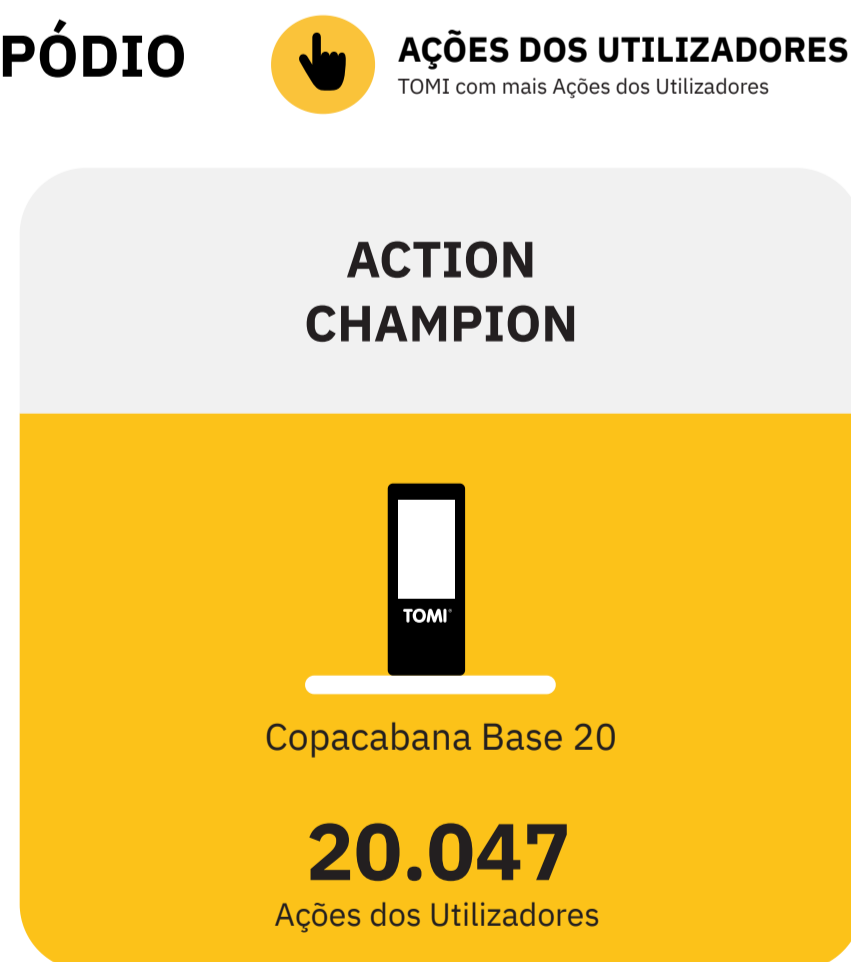 PÓDIO
AÇÕES DOS UTILIZADORES
TOMI com mais Ações dos Utilizadores
ACTION
CHAMPION
TOMI®
Copacabana Base 20
20.047
Ações dos Utilizadores